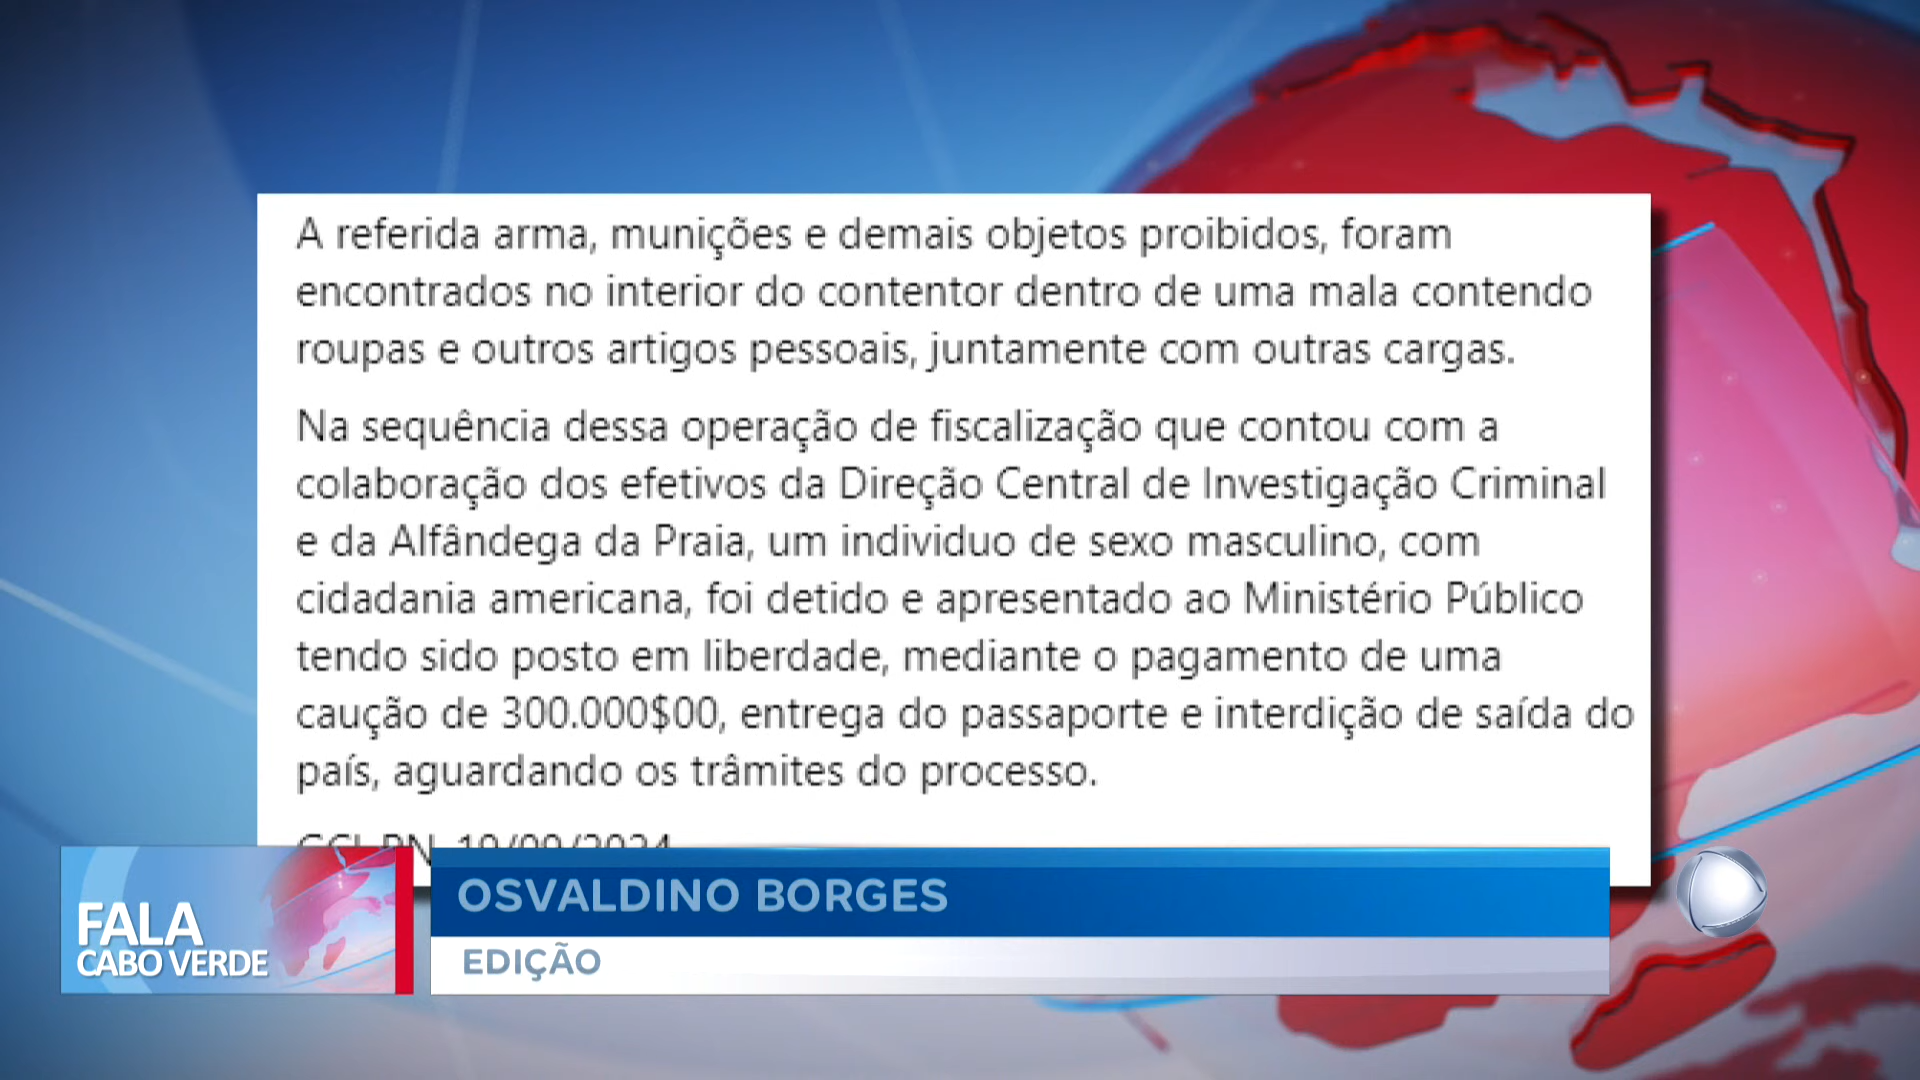 A referida arma, munições e demais objetos proibidos, foram
encontrados no interior do contentor dentro de uma mala contendo
roupas e outros artigos pessoais, juntamente com outras cargas.
Na sequência dessa operação de fiscalização que contou com a
colaboração dos efetivos da Direção Central de Investigação Criminal
e da Alfândega da Praia, um individuo de sexo masculino, com
cidadania americana, foi detido e apresentado ao Ministério Público
tendo sido posto em liberdade, mediante o pagamento de uma
caução de 300.000$00, entrega do passaporte e interdição de saída do
país, aguardando os trâmites do processo.
OSVALDINO BORGES
EDIÇÃO
FALA
CABO VERDE